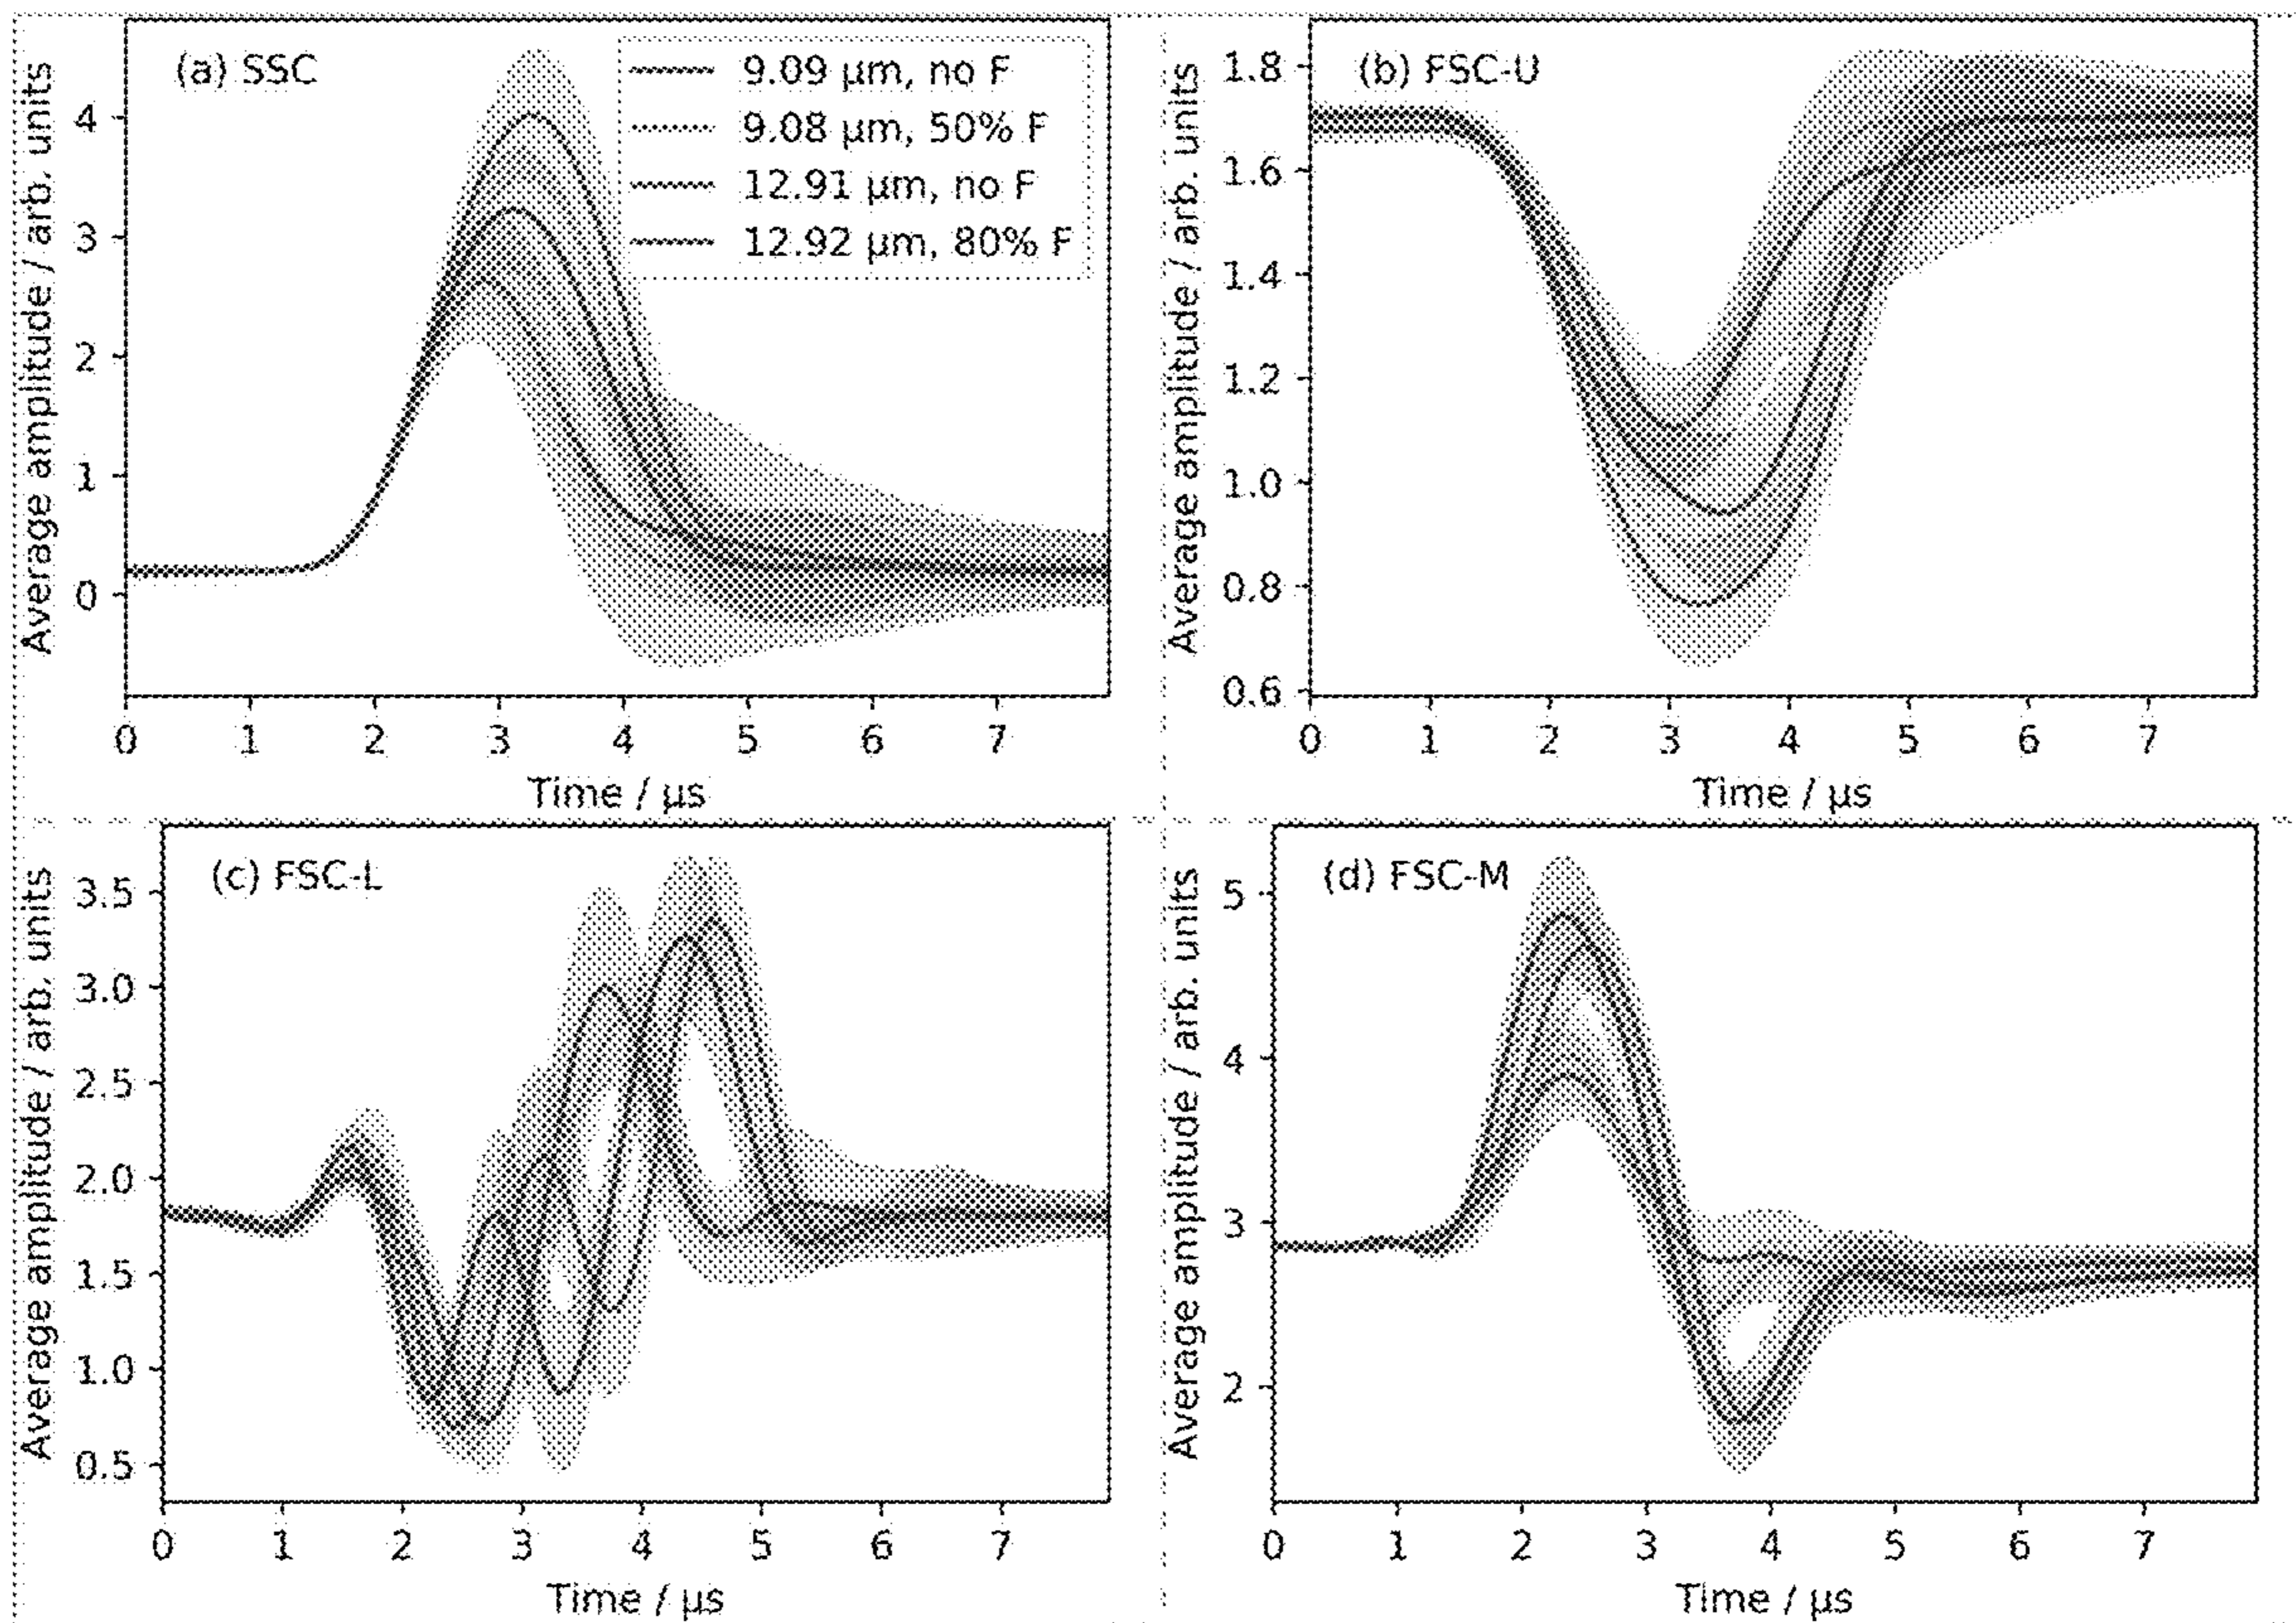 (a) SSC
9.09 µm, no F
9.08 µm, 50% F
12.91 µm, no F
12.92 µm, 80% F
Average amplitude / arb. units
4
3
2
1
0
0 1 2 3 4 5 6 7
Time / µs
(b) FSC-U
Average amplitude / arb. units
1.8
1.6
1.4
1.2
1.0
0.8
0.6
0 1 2 3 4 5 6 7
Time / µs
(c) FSC-L
Average amplitude / arb. units
3.5
3.0
2.5
2.0
1.5
1.0
0.5
0 1 2 3 4 5 6 7
Time / µs
(d) FSC-M
Average amplitude / arb. units
5
4
3
2
0 1 2 3 4 5 6 7
Time / µs